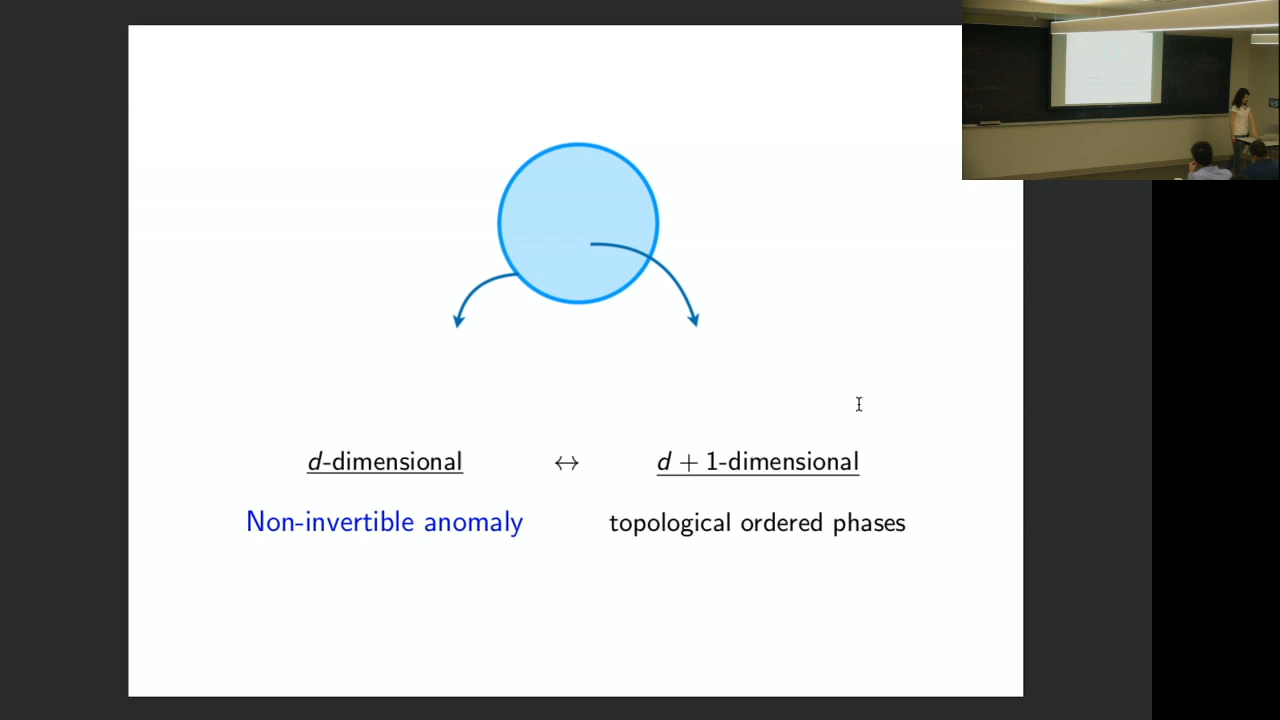 d-dimensional ↔ d + 1-dimensional
Non-invertible anomaly topological ordered phases